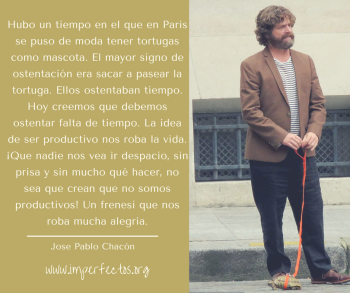 Hubo un tiempo en el que en Paris
se puso de moda tener tortugas
como mascota. El mayor signo de
ostentación era sacar a pasear la
tortuga. Ellos ostentaban tiempo.
Hoy creemos que debemos
ostentar falta de tiempo. La idea
de ser productivo nos roba la vida.
¡Que nadie nos vea ir despacio, sin
prisa y sin mucho qué hacer, no
sea que crean que no somos
productivos! Un frenesi que nos
roba mucha alegria.
Jose Pablo Chacón
www.imperfectos.org